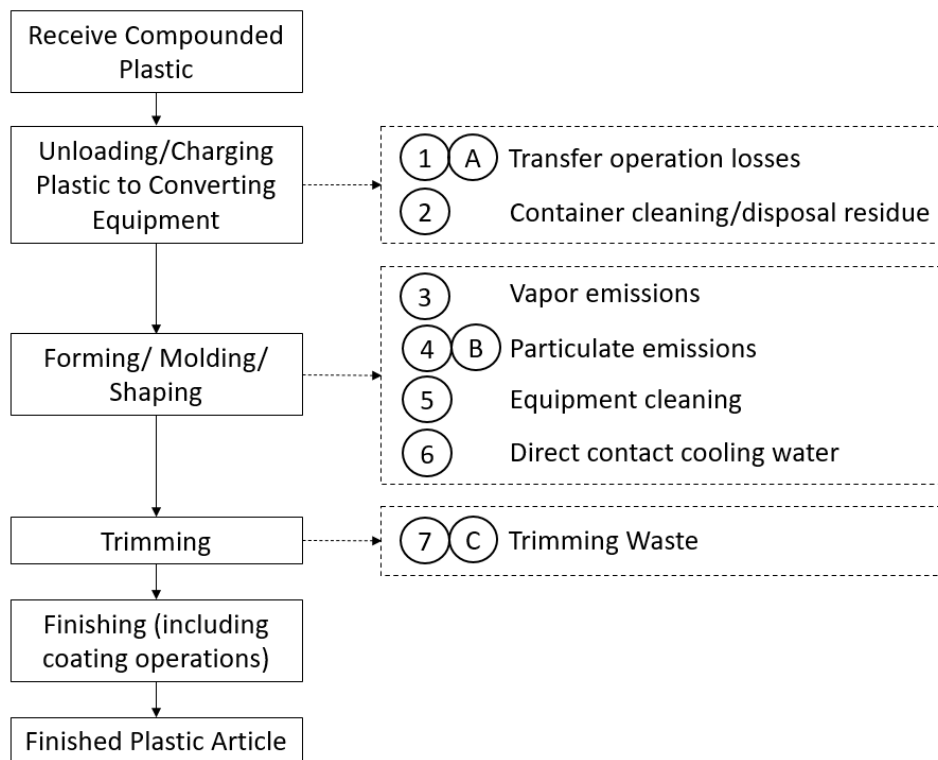 Receive Compounded
Plastic
Unloading/Charging
Plastic to Converting
Equipment
1 A Transfer operation losses
2 Container cleaning/disposal residue
Forming/ Molding/
Shaping
3 Vapor emissions
4 B Particulate emissions
5 Equipment cleaning
6 Direct contact cooling water
Trimming
7 C Trimming Waste
Finishing (including
coating operations)
Finished Plastic Article